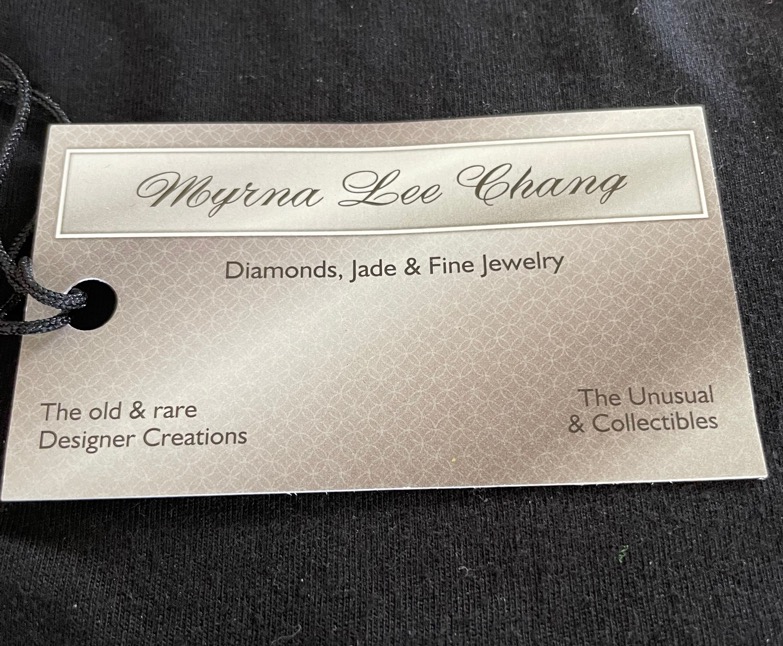 Myrna Lee Chang
Diamonds, Jade & Fine Jewelry
The old & rare
Designer Creations
The Unusual
& Collectibles